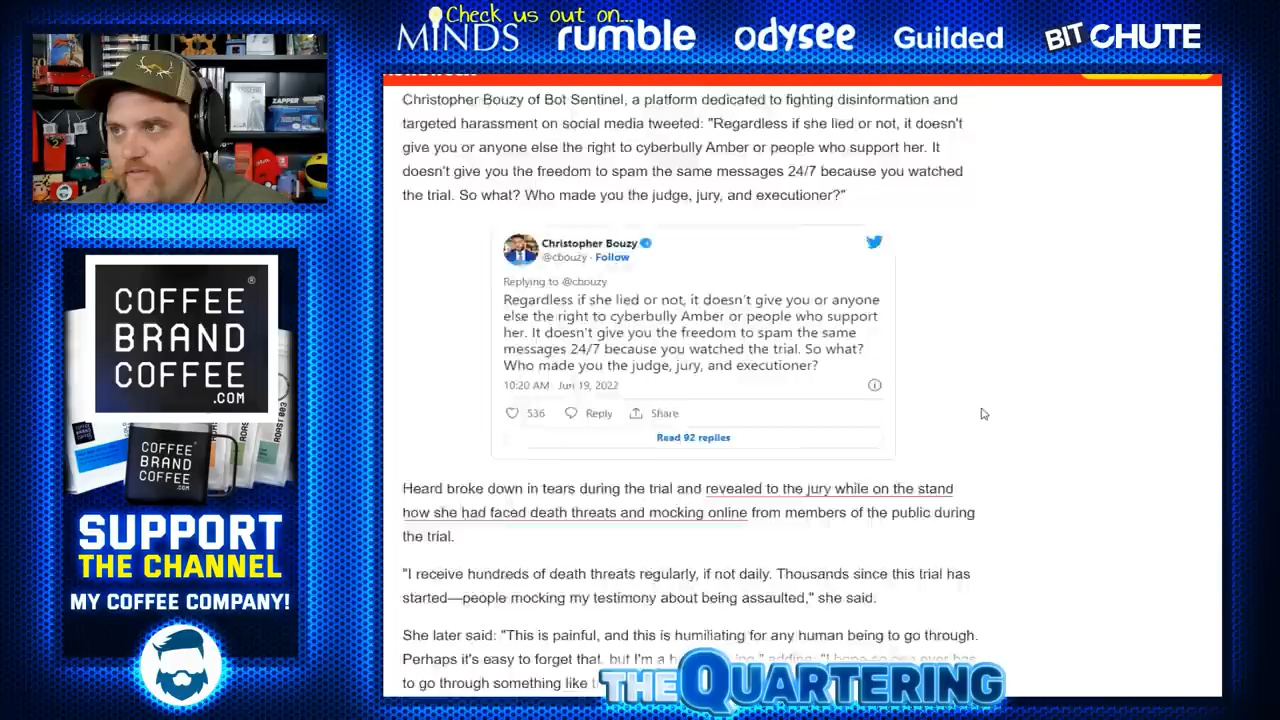 Check us out on...
MINDS rumble odysee Guilded BIT CHUTE
Christopher Bouzy of Bot Sentinel, a platform dedicated to fighting disinformation and
targeted harassment on social media tweeted: "Regardless if she lied or not, it doesn't
give you or anyone else the right to cyberbully Amber or people who support her. It
doesn't give you the freedom to spam the same messages 24/7 because you watched
the trial. So what? Who made you the judge, jury, and executioner?"
Christopher Bouzy
@cbouzy · Follow
Replying to @cbouzy
Regardless if she lied or not, it doesn't give you or anyone
else the right to cyberbully Amber or people who support
her. It doesn't give you the freedom to spam the same
messages 24/7 because you watched the trial. So what?
Who made you the judge, jury, and executioner?
10:20 AM · Jun 19, 2022
536 Reply Share
Read 92 replies
Heard broke down in tears during the trial and revealed to the jury while on the stand
how she had faced death threats and mocking online from members of the public during
the trial.
"I receive hundreds of death threats regularly, if not daily. Thousands since this trial has
started—people mocking my testimony about being assaulted," she said.
She later said: "This is painful, and this is humiliating for any human being to go through.
Perhaps it's easy to forget that, but I'm a
to go through something like
COFFEE
BRAND
COFFEE
.COM
®
ROAST 003
COFFEE
BRAND
COFFEE
.COM
SUPPORT
THE CHANNEL
MY COFFEE COMPANY!
THE QUARTERING
ZAPPER